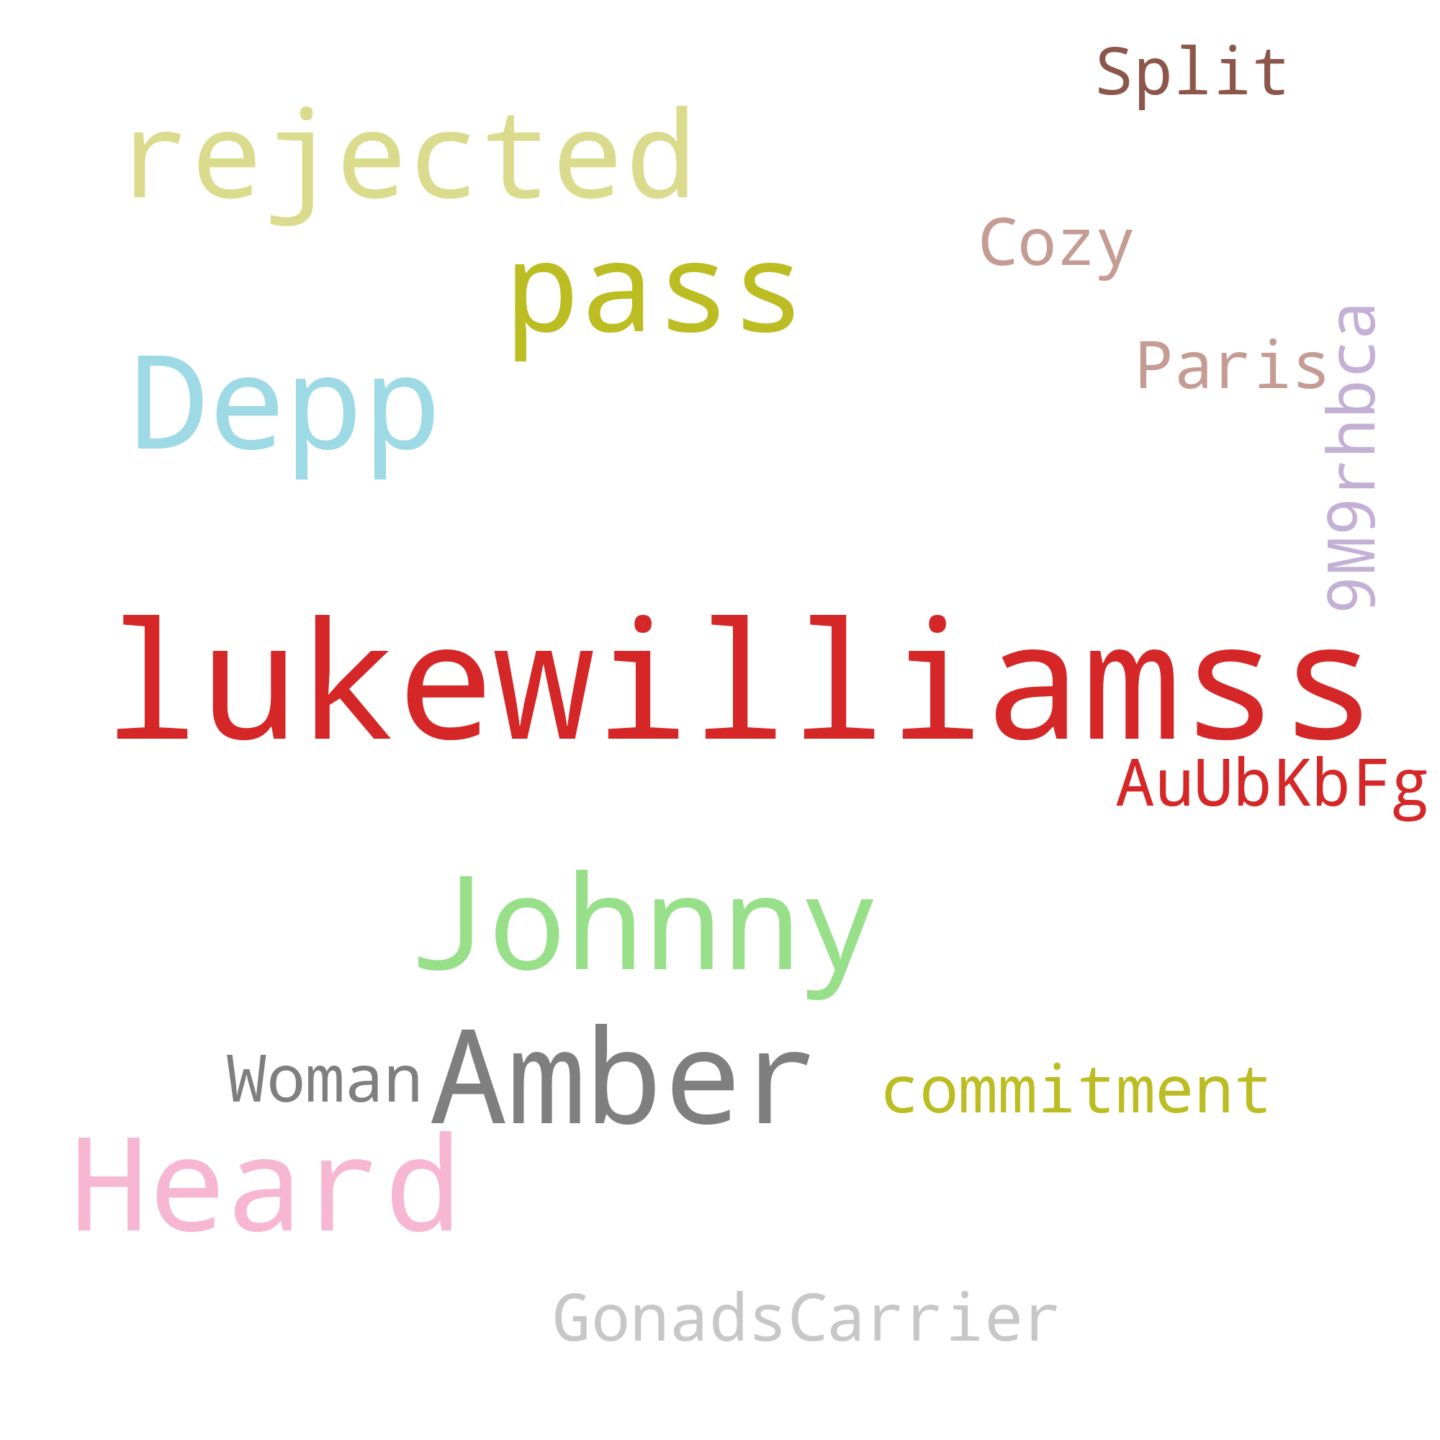 Split
rejected
Cozy
pass
Paris
Depp
9M9rhbca
lukewilliamss
AuUbKbFg
Johnny
Amber
Woman
commitment
Heard
GonadsCarrier